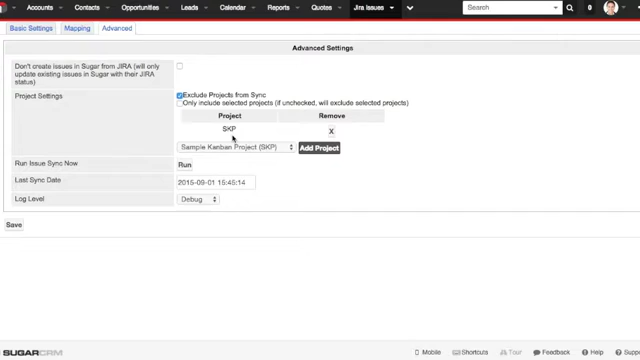 Accounts Contacts Opportunities Leads Calendar Reports Quotes Jira Issues Search 0
Basic Settings Mapping Advanced
Advanced Settings
Don't create issues in Sugar from JIRA (will only
update existing issues in Sugar with their JIRA
status)
Project Settings
Exclude Projects from Sync
Only include selected projects (if unchecked, will exclude selected projects)
Project Remove
SKP X
Sample Kanban Project (SKP) Add Project
Run Issue Sync Now Run
Last Sync Date 2015-09-01 15:45:14
Log Level Debug
Save
SUGARCRM Mobile Shortcuts Tour Feedback Help